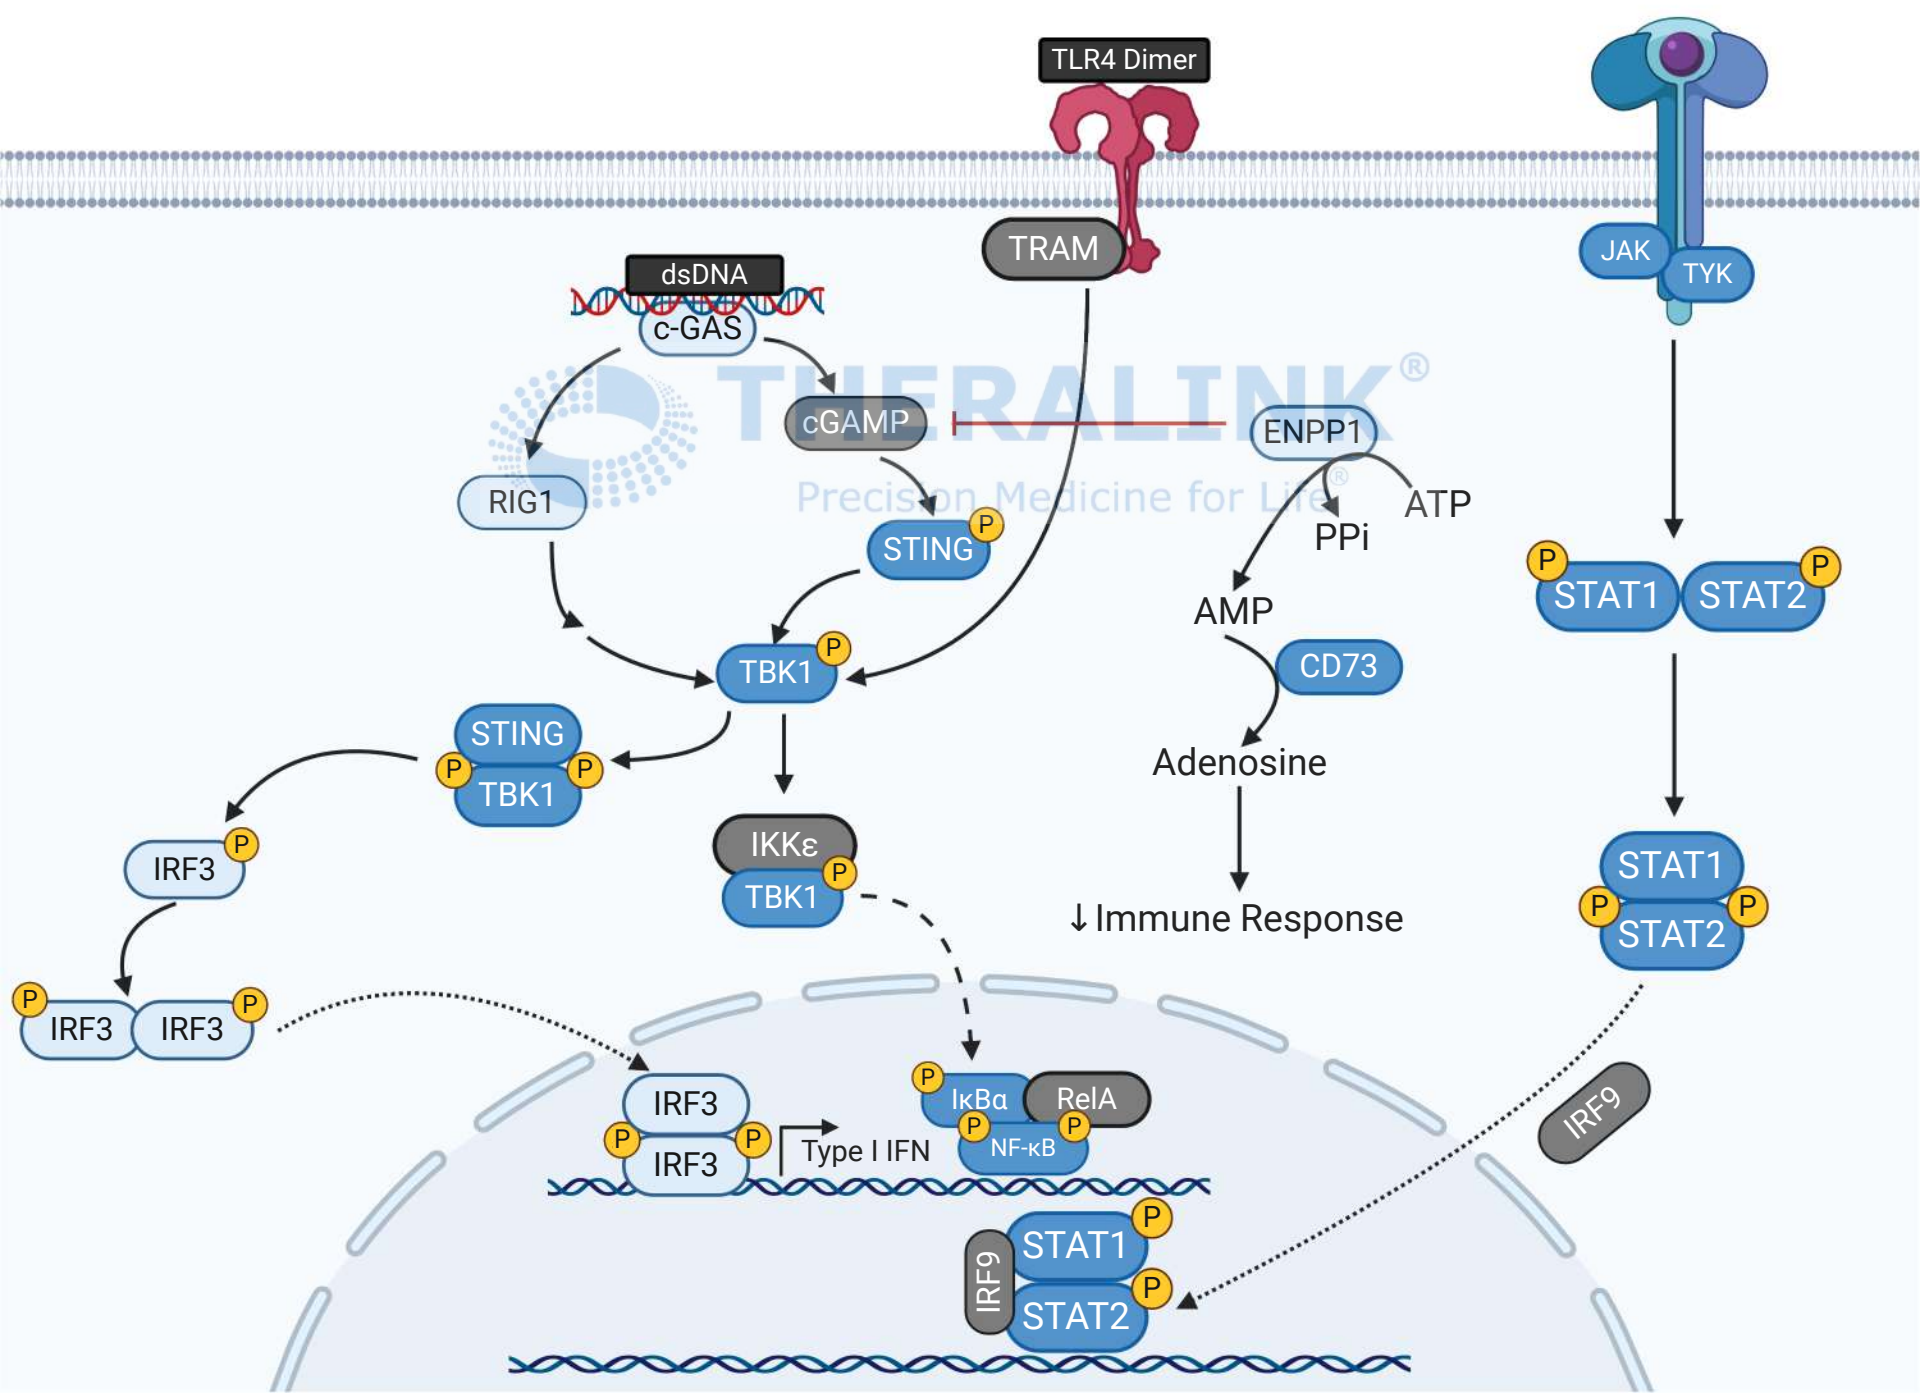 TLR4 Dimer
TRAM
JAK
TYK
dsDNA
c-GAS
THERALINK®
Precision Medicine for Life®
cGAMP
ENPP1
RIG1
ATP
PPi
STING
P
AMP
P
STAT1
P
STAT2
TBK1
P
CD73
STING
P
P
TBK1
Adenosine
IKKε
P
TBK1
IRF3
P
STAT1
P
P
STAT2
↓Immune Response
P
IRF3
IRF3
P
IRF3
P
P
IRF3
Type I IFN
P
IκBα
RelA
P
P
NF-κB
IRF9
IRF9
STAT1
P
STAT2
P